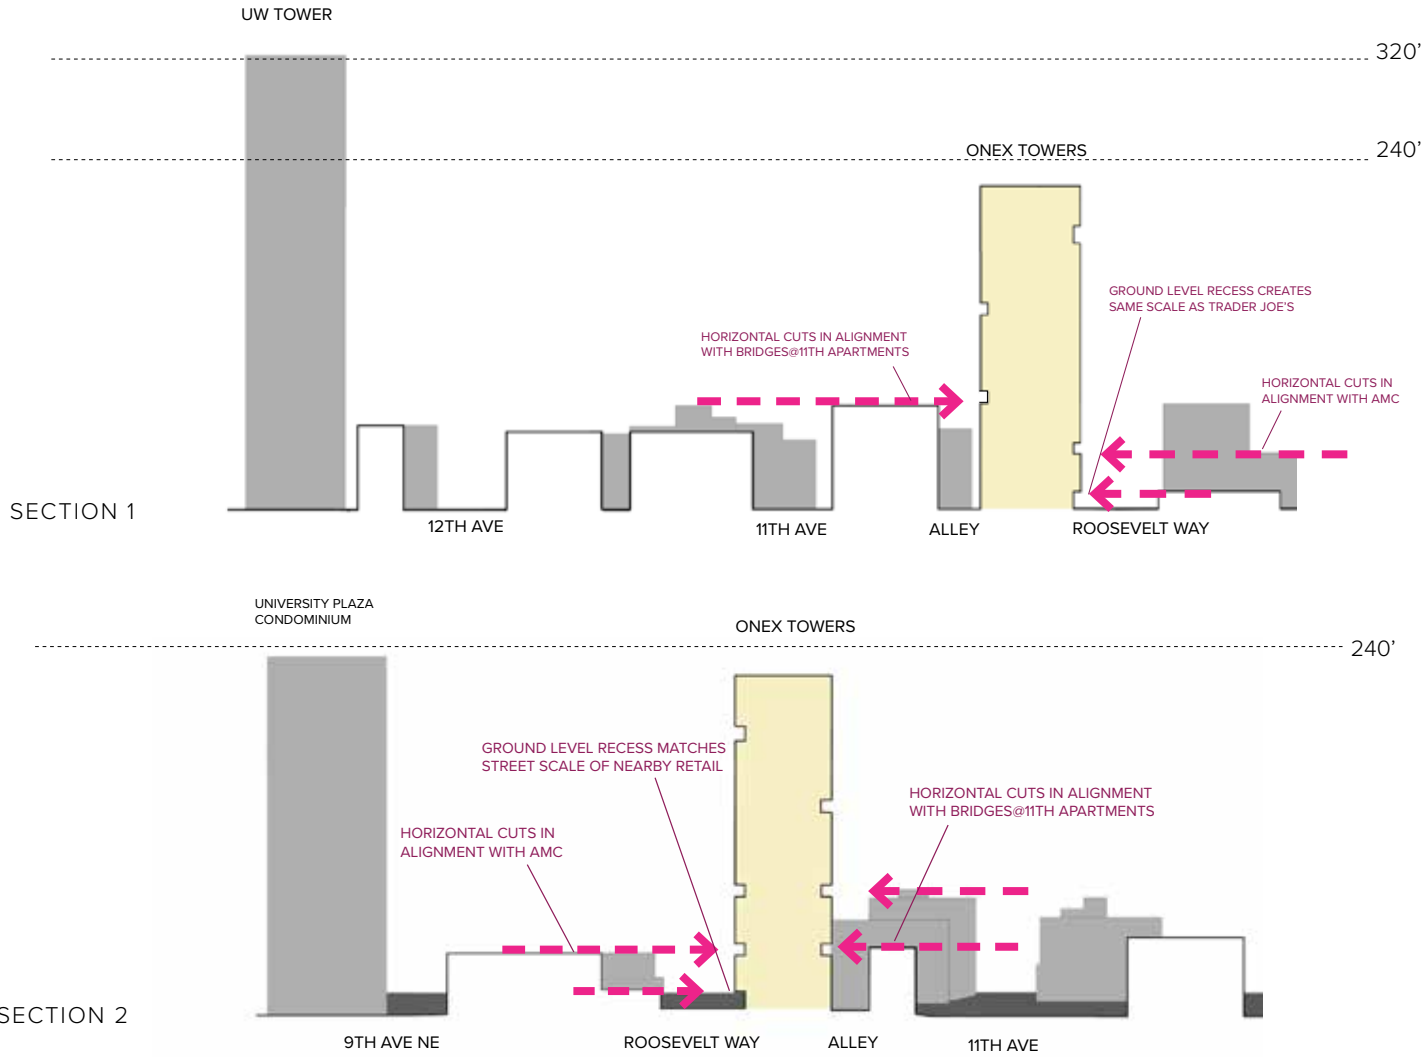 UW TOWER
320’
ONEX TOWERS
240’
GROUND LEVEL RECESS CREATES
SAME SCALE AS TRADER JOE'S
HORIZONTAL CUTS IN ALIGNMENT
WITH BRIDGES@11TH APARTMENTS
HORIZONTAL CUTS IN
ALIGNMENT WITH AMC
SECTION 1
12TH AVE
11TH AVE
ALLEY
ROOSEVELT WAY
UNIVERSITY PLAZA
CONDOMINIUM
ONEX TOWERS
240’
GROUND LEVEL RECESS MATCHES
STREET SCALE OF NEARBY RETAIL
HORIZONTAL CUTS IN ALIGNMENT
WITH BRIDGES@11TH APARTMENTS
HORIZONTAL CUTS IN
ALIGNMENT WITH AMC
SECTION 2
9TH AVE NE
ROOSEVELT WAY
ALLEY
11TH AVE